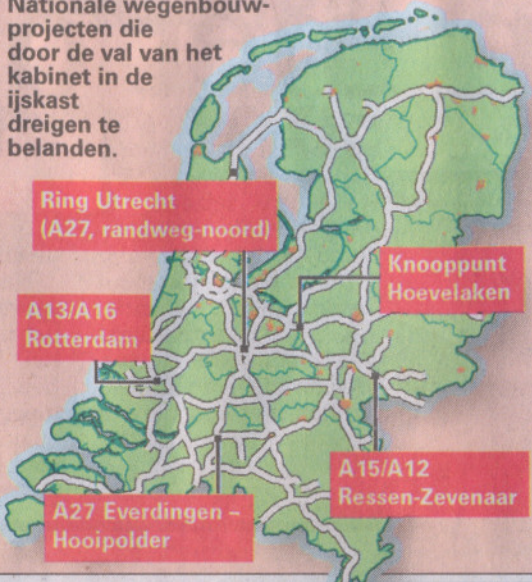 Nationale wegenbouw-
projecten die
door de val van het
kabinet in de
ijskast
dreigen te
belanden.
Ring Utrecht
(A27, randweg-noord)
Knooppunt
Hoevelaken
A13/A16
Rotterdam
A15/A12
Ressen-Zevenaar
A27 Everdingen –
Hooipolder